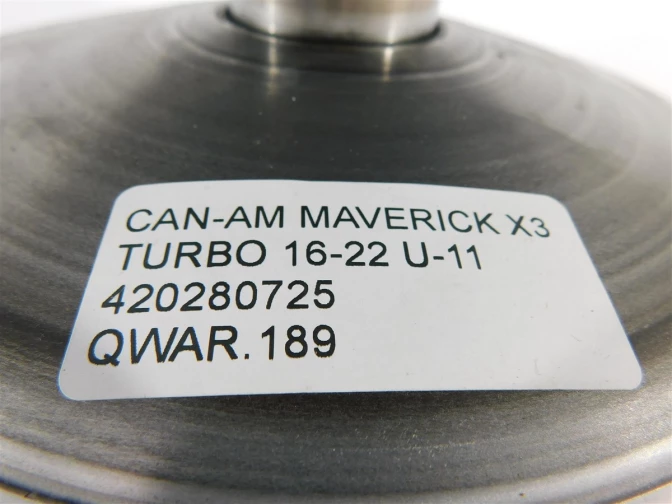 CAN-AM MAVERICK X3
TURBO 16-22 U-11
420280725
QWAR.189